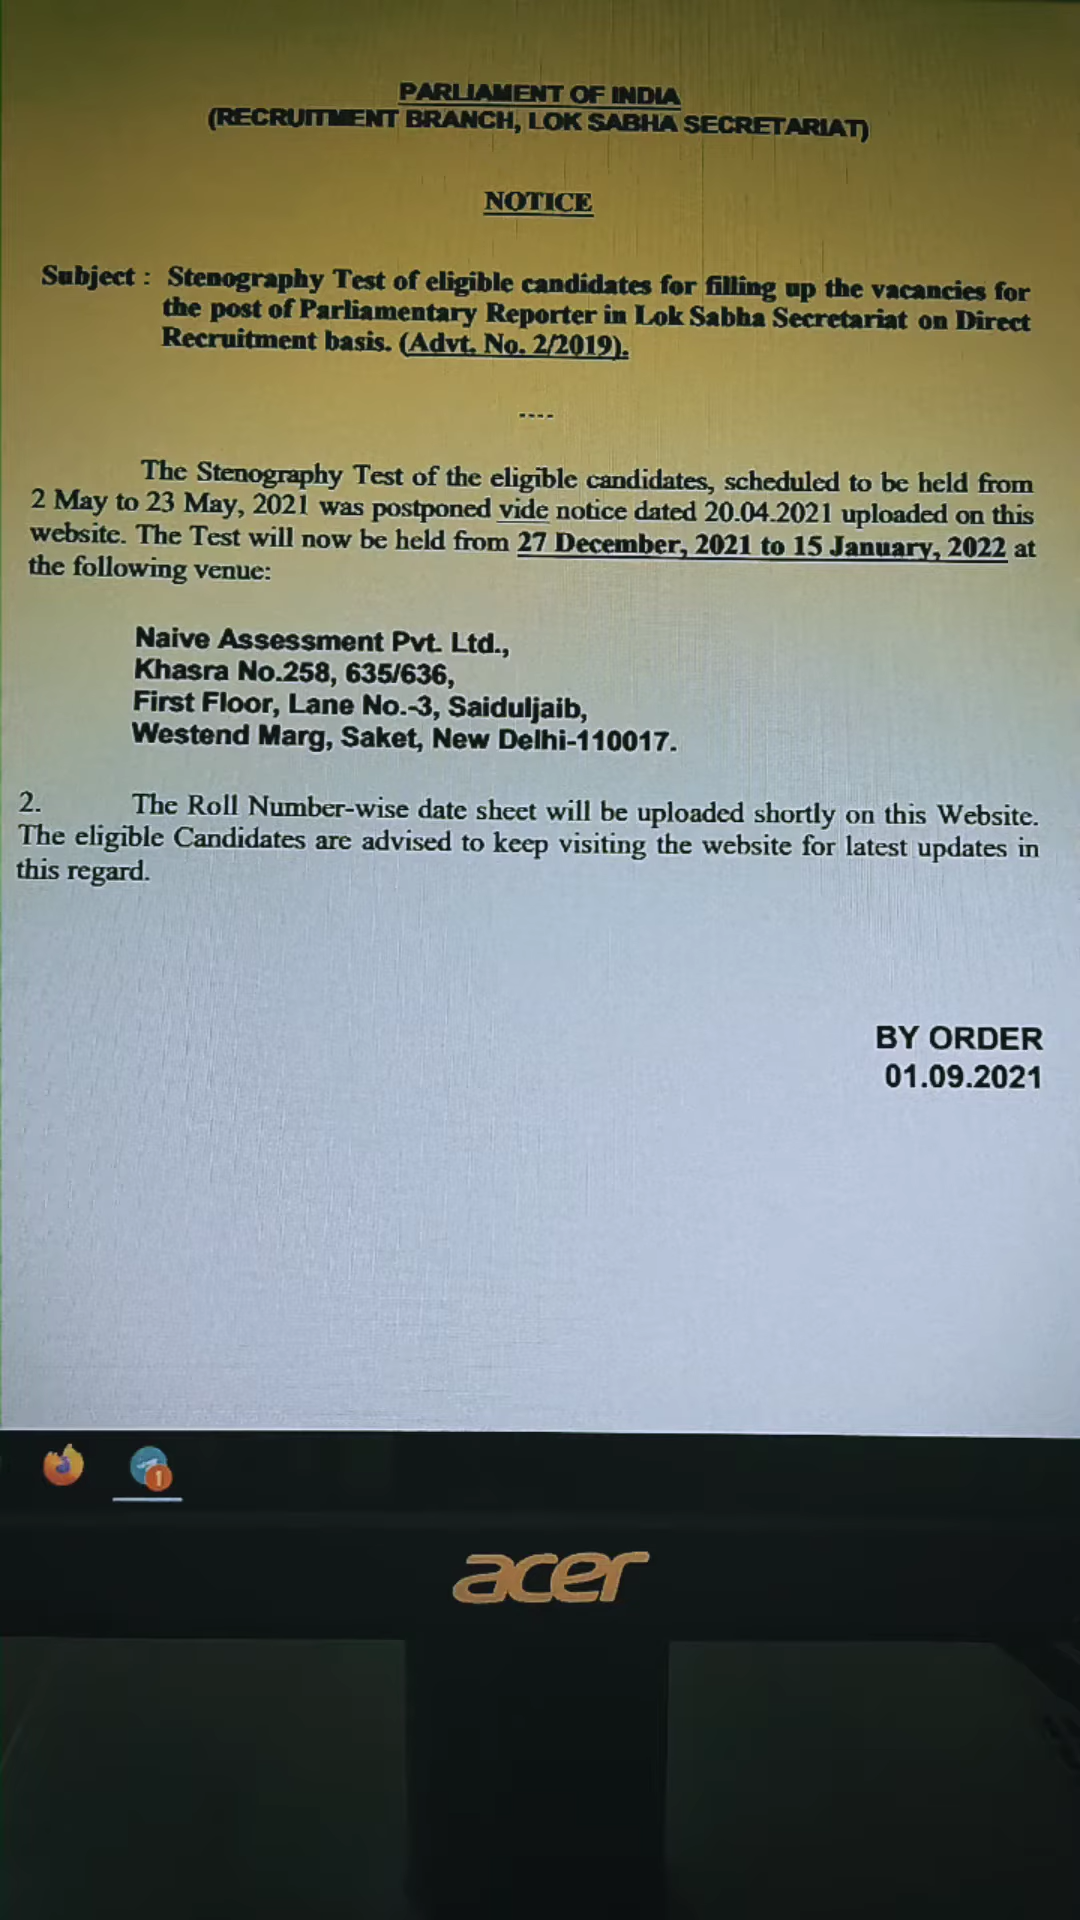 PARLIAMENT OF INDIA
(RECRUITMENT BRANCH, LOK SABHA SECRETARIAT)
NOTICE
Subject : Stenography Test of eligible candidates for filling up the vacancies for
the post of Parliamentary Reporter in Lok Sabha Secretariat on Direct
Recruitment basis. (Advt. No. 2/2019).
----
The Stenography Test of the eligible candidates, scheduled to be held from
2 May to 23 May, 2021 was postponed vide notice dated 20.04.2021 uploaded on this
website. The Test will now be held from 27 December, 2021 to 15 January, 2022 at
the following venue:
Naive Assessment Pvt. Ltd.,
Khasra No.258, 635/636,
First Floor, Lane No.-3, Saiduljaib,
Westend Marg, Saket, New Delhi-110017.
2. The Roll Number-wise date sheet will be uploaded shortly on this Website.
The eligible Candidates are advised to keep visiting the website for latest updates in
this regard.
BY ORDER
01.09.2021
1
acer